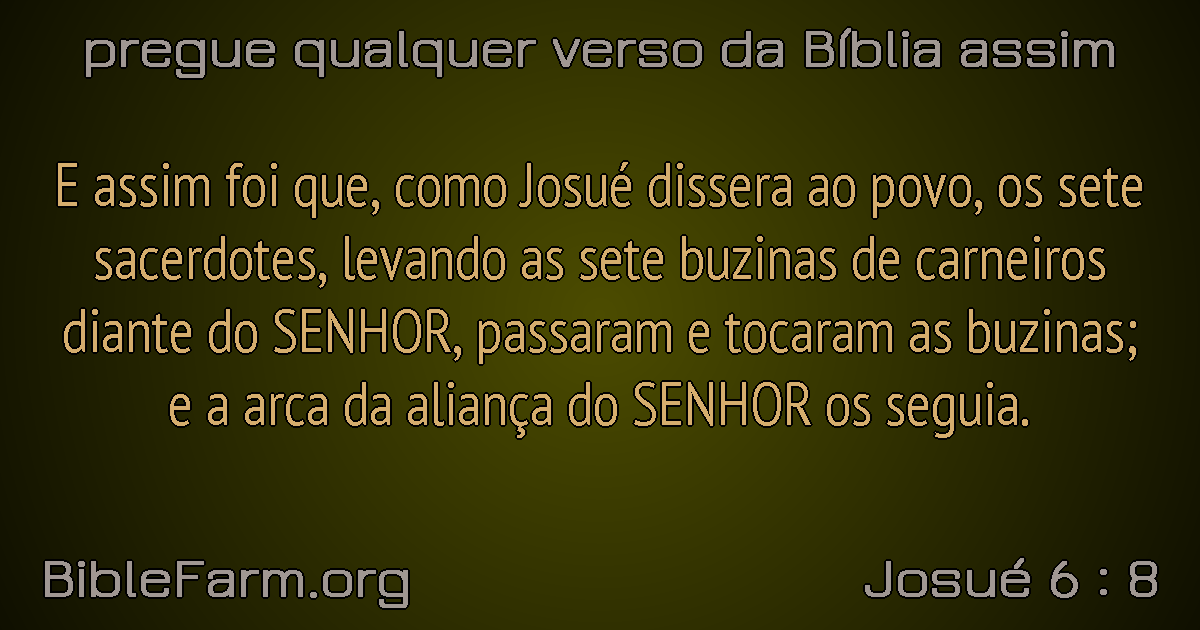 pregue qualquer verso da Bíblia assim
E assim foi que, como Josué dissera ao povo, os sete
sacerdotes, levando as sete buzinas de carneiros
diante do SENHOR, passaram e tocaram as buzinas;
e a arca da aliança do SENHOR os seguia.
BibleFarm.org
Josué 6 : 8